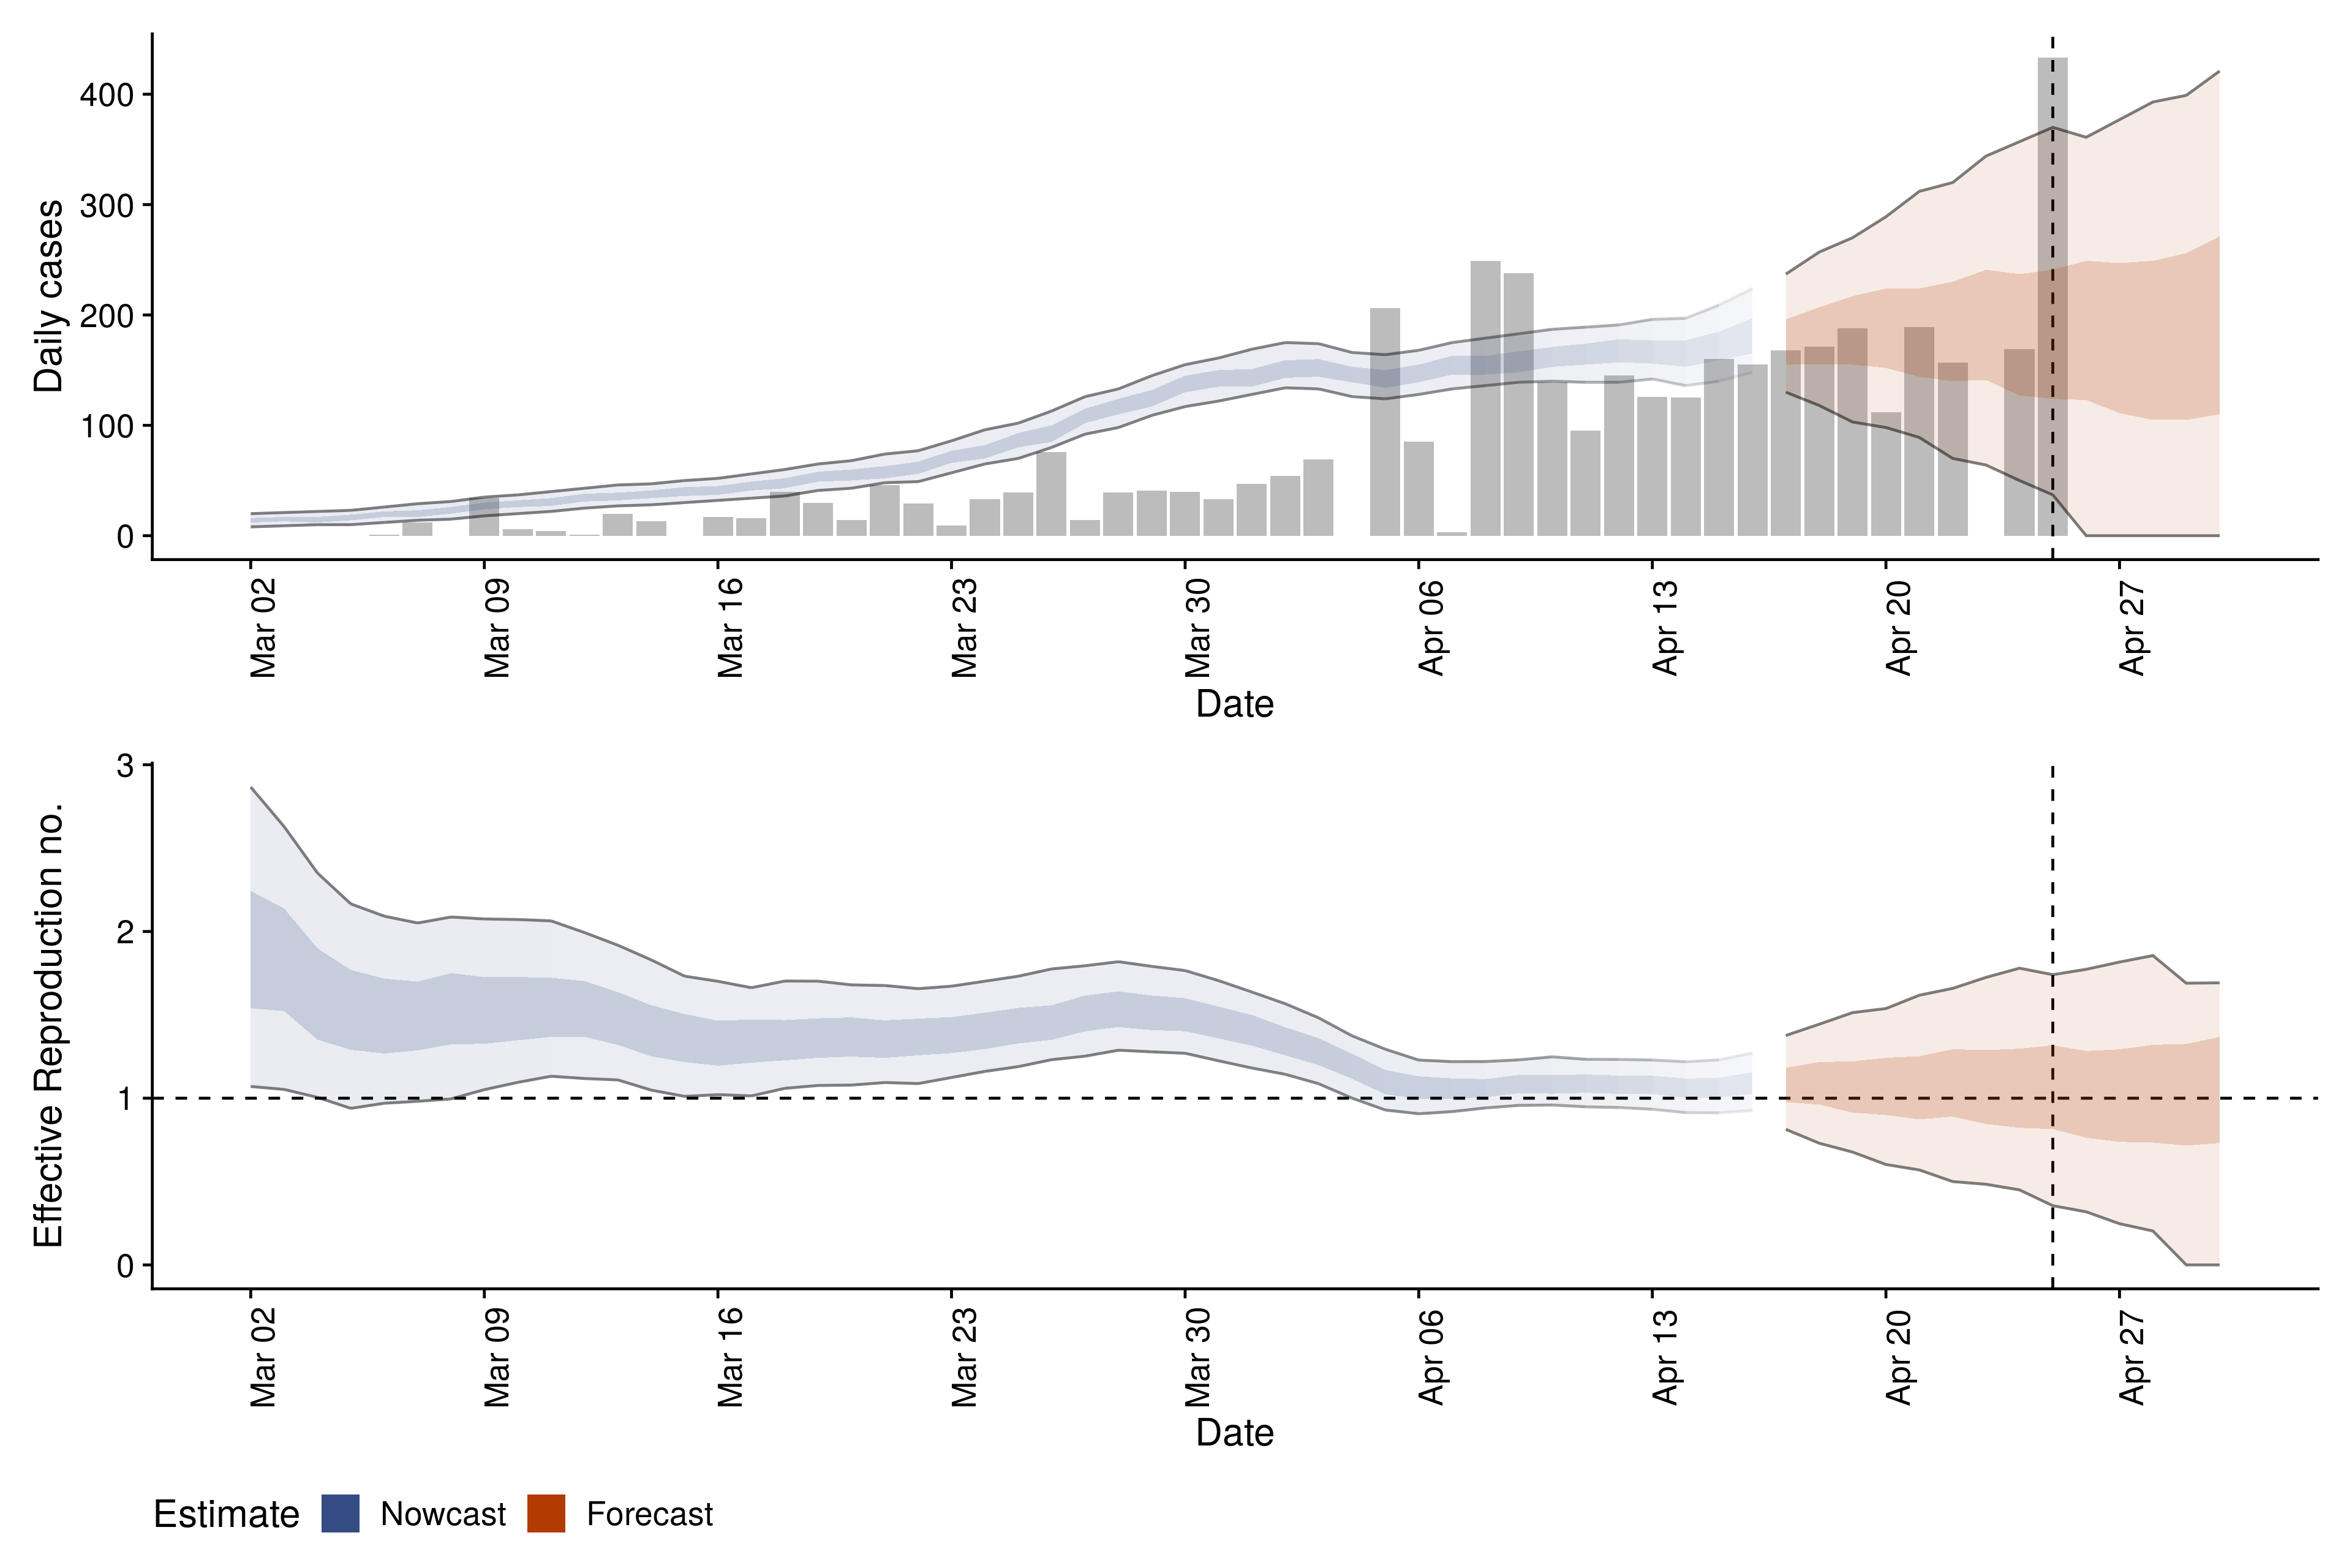 Daily cases
400
300
200
100
0
Mar 02
Mar 09
Mar 16
Mar 23
Mar 30
Apr 06
Apr 13
Apr 20
Apr 27
Date
Effective Reproduction no.
3
2
1
0
Mar 02
Mar 09
Mar 16
Mar 23
Mar 30
Apr 06
Apr 13
Apr 20
Apr 27
Date
Estimate Nowcast Forecast